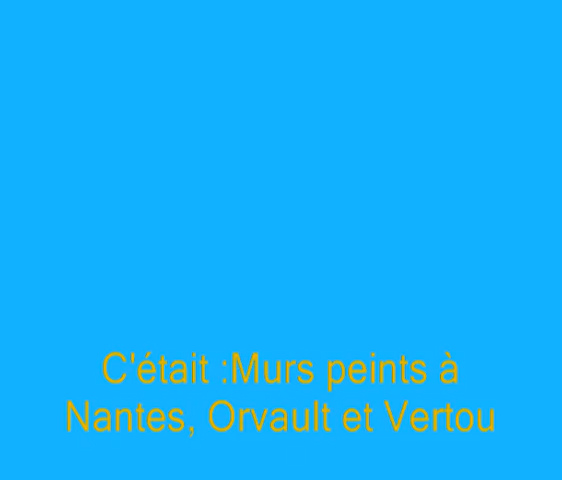 C'était :Murs peints à
Nantes, Orvault et Vertou